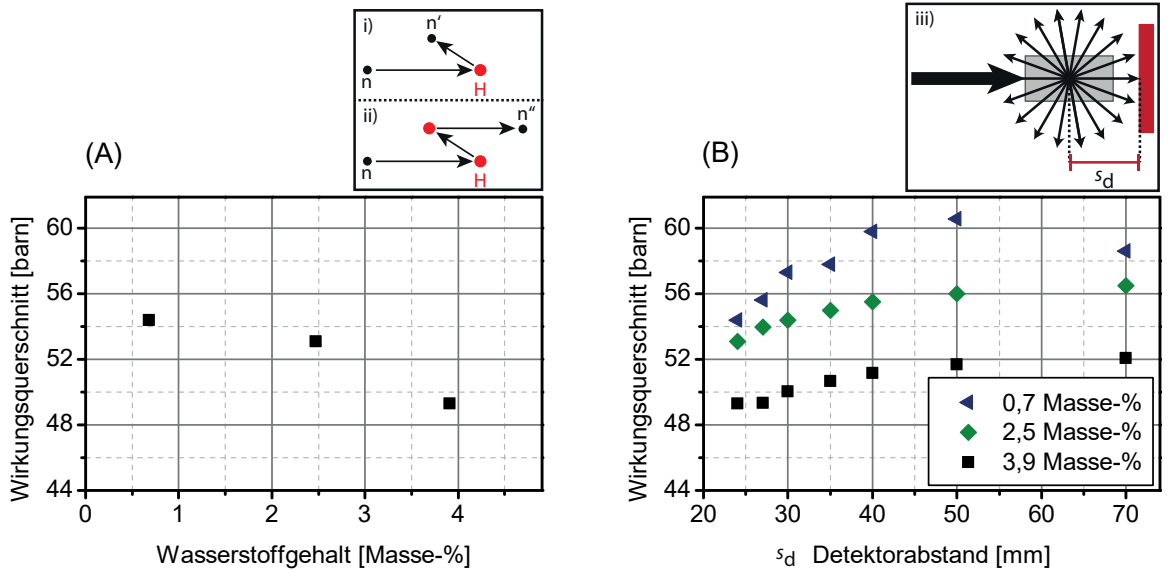 i)
n‘
n
H
ii)
n“
n
H
(A)
Wirkungsquerschnitt [barn]
60
56
52
48
44
0 1 2 3 4
Wasserstoffgehalt [Masse-%]
iii)
sd
(B)
Wirkungsquerschnitt [barn]
60
56
52
48
44
0,7 Masse-%
2,5 Masse-%
3,9 Masse-%
20 30 40 50 60 70
sd Detektorabstand [mm]